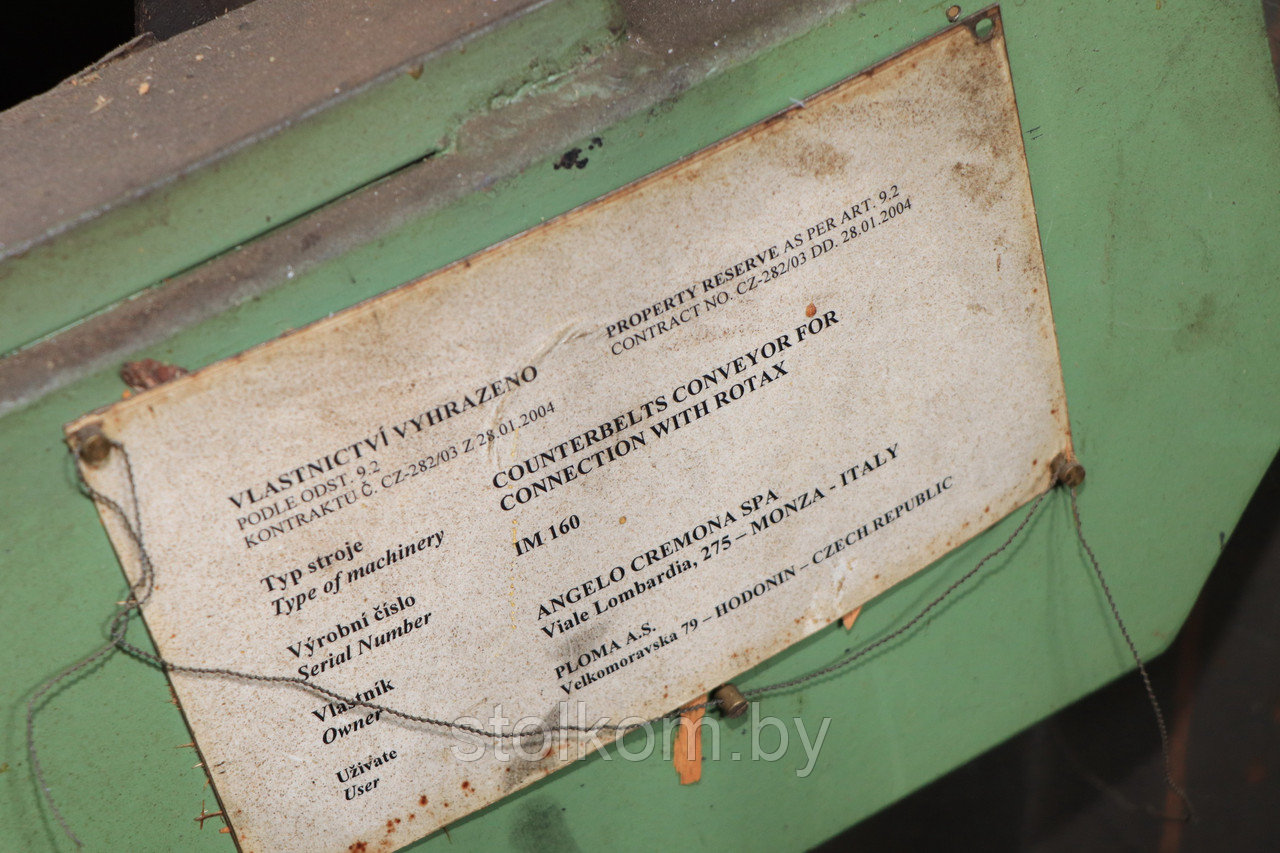 VLASTNICTVÍ VYHRAZENO
PODLE ODST. 9.2
KONTRAKTU Č. CZ-282/03 Z 28.01.2004
PROPERTY RESERVE AS PER ART. 9.2
CONTRACT NO. CZ-282/03 DD. 28.01.2004
Typ stroje
Type of machinery
COUNTERBELTS CONVEYOR FOR
CONNECTION WITH ROTAX
Výrobní číslo
Serial Number
IM 160
Vlastník
Owner
ANGELO CREMONA SPA
Viale Lombardia, 275 – MONZA - ITALY
Uživate
User
PLOMA A.S.
Velkomoravska 79 – HODONIN – CZECH REPUBLIC
stolkom.by